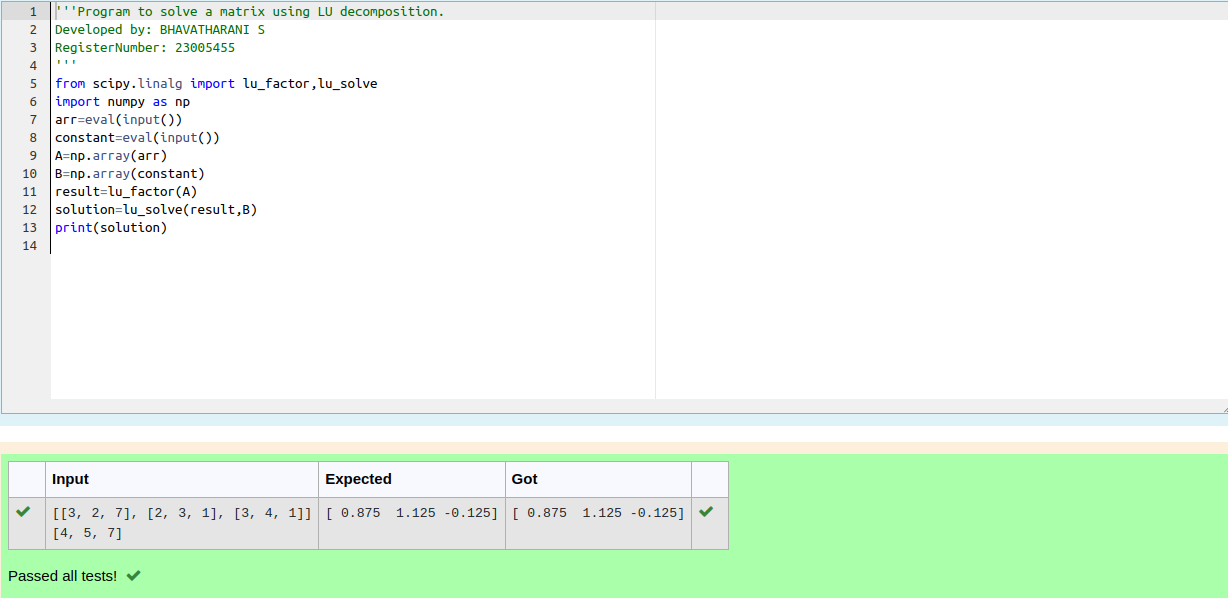 1 '''Program to solve a matrix using LU decomposition.
2 Developed by: BHAVATHARANI S
3 RegisterNumber: 23005455
4 '''
5 from scipy.linalg import lu_factor,lu_solve
6 import numpy as np
7 arr=eval(input())
8 constant=eval(input())
9 A=np.array(arr)
10 B=np.array(constant)
11 result=lu_factor(A)
12 solution=lu_solve(result,B)
13 print(solution)
14
Input Expected Got
[[3, 2, 7], [2, 3, 1], [3, 4, 1]] [ 0.875  1.125 -0.125] [ 0.875  1.125 -0.125]
[4, 5, 7]
Passed all tests!